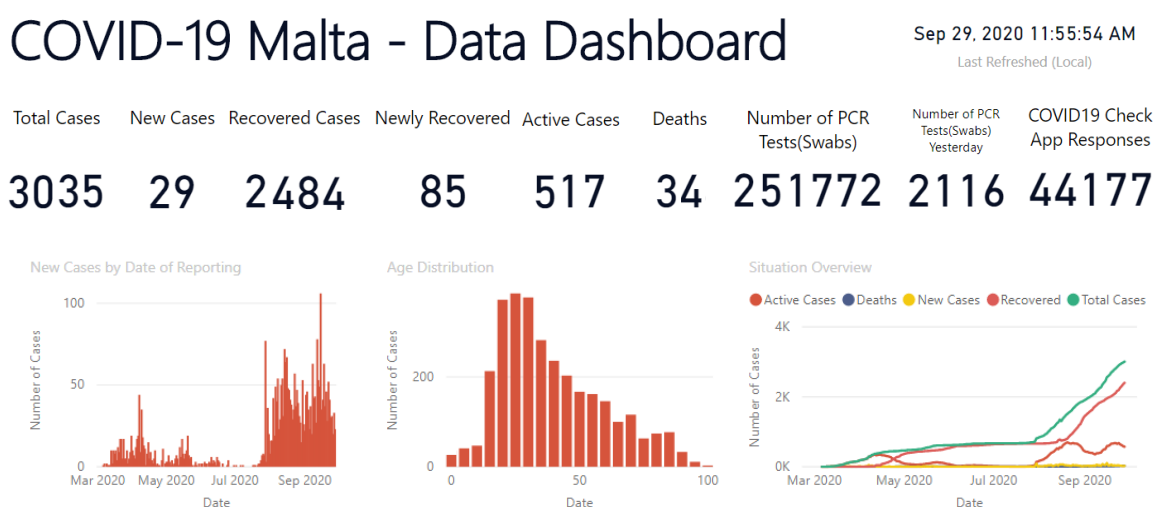 COVID-19 Malta - Data Dashboard
Sep 29, 2020 11:55:54 AM
Last Refreshed (Local)
Total Cases
New Cases
Recovered Cases
Newly Recovered
Active Cases
Deaths
Number of PCR
Tests(Swabs)
Number of PCR
Tests(Swabs)
Yesterday
COVID19 Check
App Responses
3035
29
2484
85
517
34
251772
2116
44177
New Cases by Date of Reporting
Number of Cases
100
50
0
Mar 2020
May 2020
Jul 2020
Sep 2020
Date
Age Distribution
Number of Cases
200
0
0
50
100
Date
Situation Overview
Active Cases
Deaths
New Cases
Recovered
Total Cases
Number of Cases
4K
2K
0K
Mar 2020
May 2020
Jul 2020
Sep 2020
Date